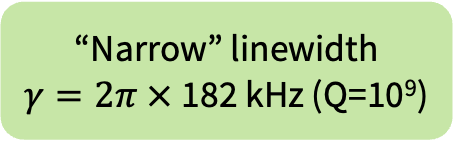 “Narrow” linewidth
𝛾 = 2𝜋 × 182 kHz (Q=10⁹)